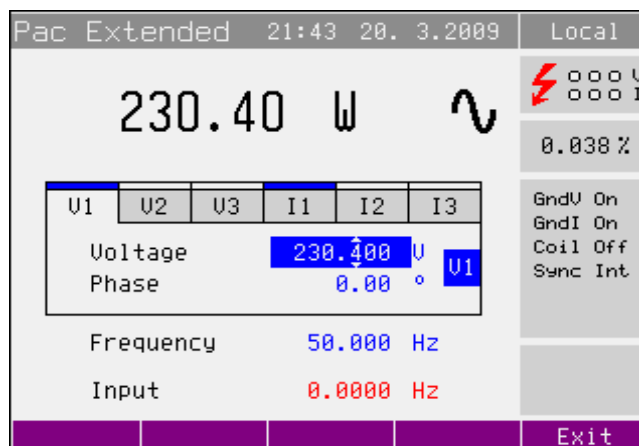 Pac Extended 21:43 20. 3.2009 Local
V
I
230.40 W
0.038 %
V1 V2 V3 I1 I2 I3
Voltage 230.400 V
V1
Phase 0.00 °
GndV On
GndI On
Coil Off
Sync Int
Frequency 50.000 Hz
Input 0.0000 Hz
Exit